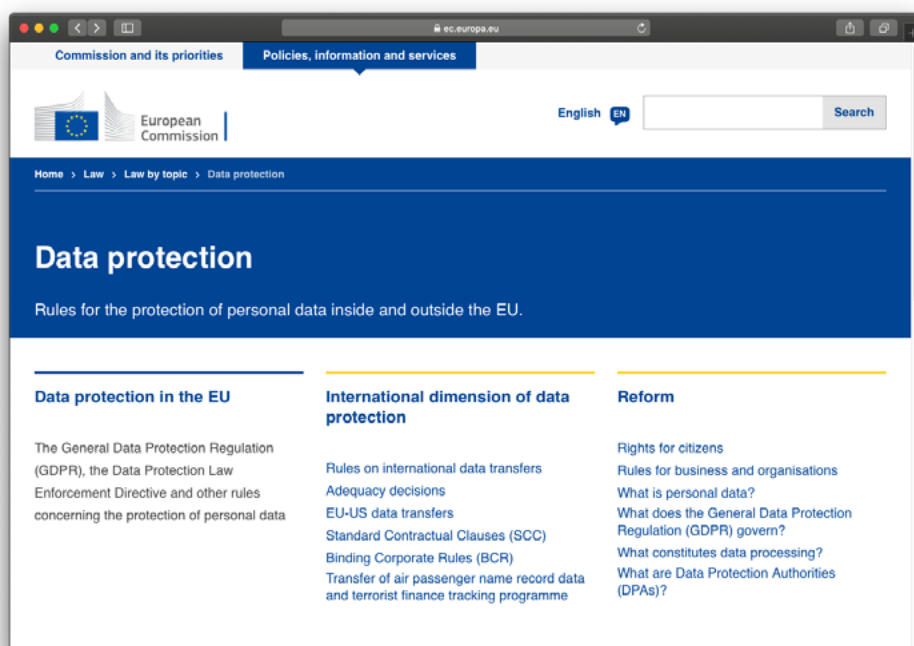 ec.europa.eu
Commission and its priorities
Policies, information and services
European
Commission
English EN
Search
Home > Law > Law by topic > Data protection
Data protection
Rules for the protection of personal data inside and outside the EU.
Data protection in the EU
The General Data Protection Regulation
(GDPR), the Data Protection Law
Enforcement Directive and other rules
concerning the protection of personal data
International dimension of data
protection
Rules on international data transfers
Adequacy decisions
EU-US data transfers
Standard Contractual Clauses (SCC)
Binding Corporate Rules (BCR)
Transfer of air passenger name record data
and terrorist finance tracking programme
Reform
Rights for citizens
Rules for business and organisations
What is personal data?
What does the General Data Protection
Regulation (GDPR) govern?
What constitutes data processing?
What are Data Protection Authorities
(DPAs)?